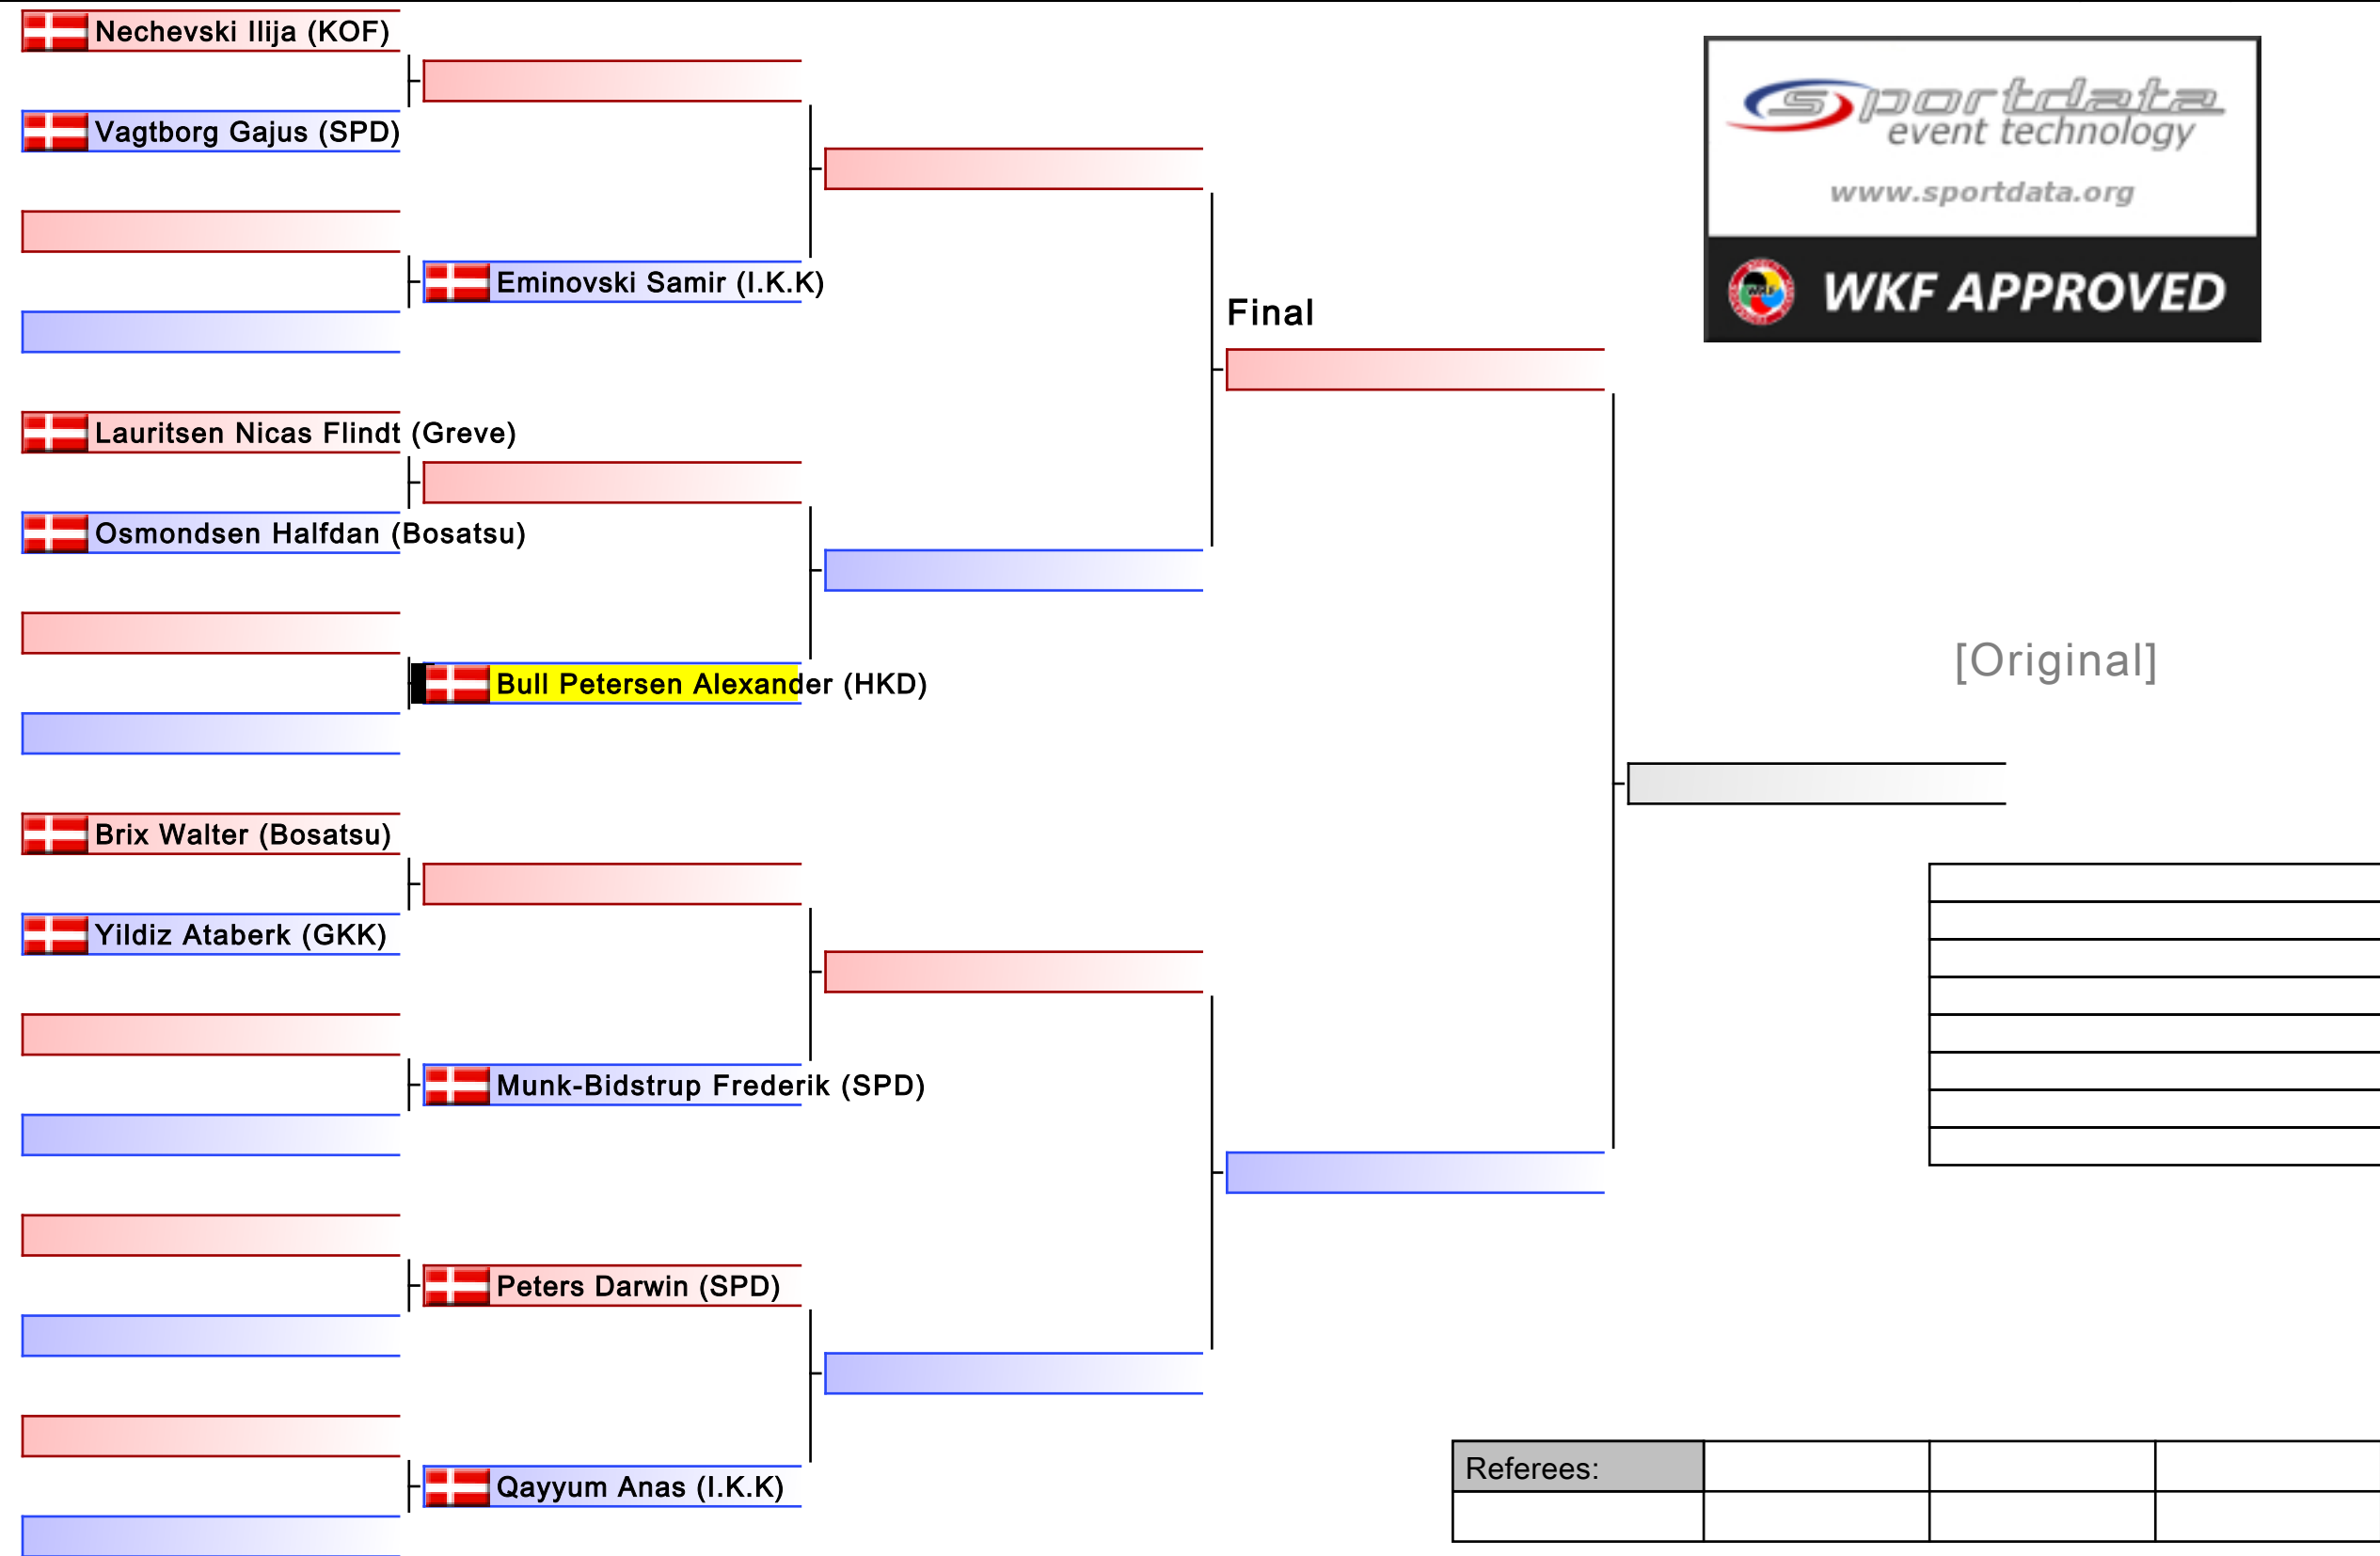 Nechevski Ilija (KOF)
Vagtborg Gajus (SPD)
Eminovski Samir (I.K.K)
Lauritsen Nicas Flindt (Greve)
Osmondsen Halfdan (Bosatsu)
Bull Petersen Alexander (HKD)
Brix Walter (Bosatsu)
Yildiz Ataberk (GKK)
Munk-Bidstrup Frederik (SPD)
Peters Darwin (SPD)
Qayyum Anas (I.K.K)
Final
sportdata
event technology
www.sportdata.org
WKF
WKF APPROVED
[Original]
Referees: